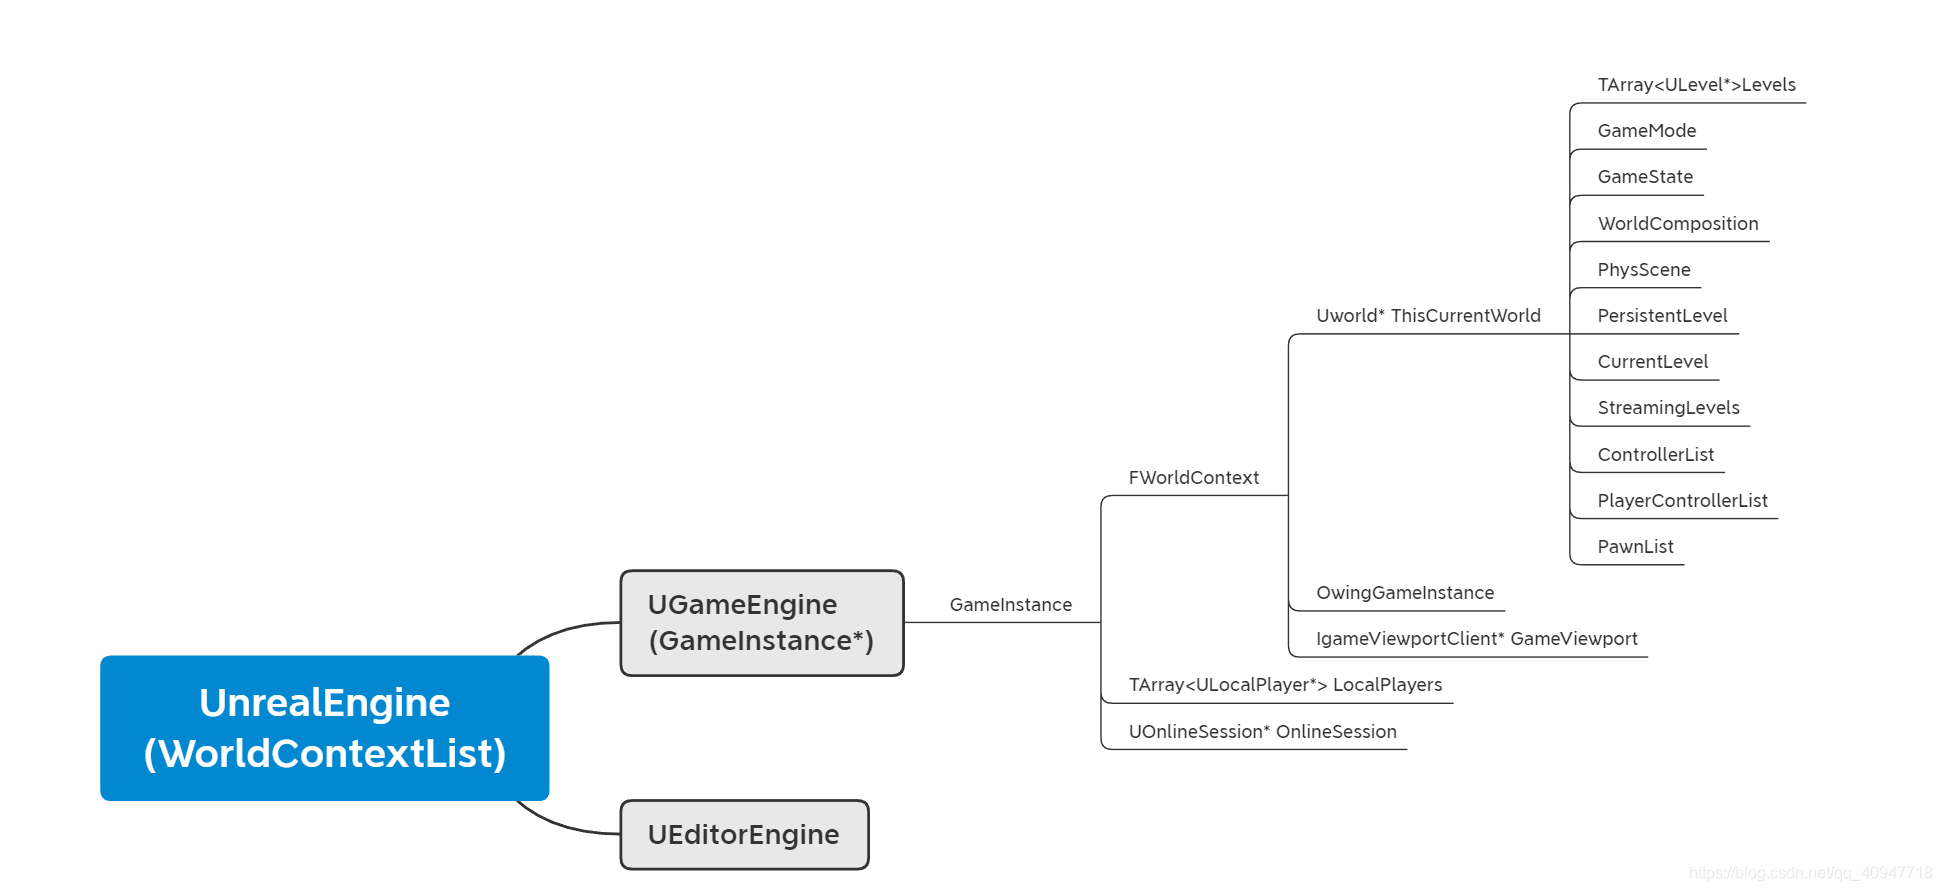 TArray<ULevel*>Levels
GameMode
GameState
WorldComposition
PhysScene
Uworld* ThisCurrentWorld
PersistentLevel
CurrentLevel
StreamingLevels
ControllerList
FWorldContext
PlayerControllerList
PawnList
OwingGameInstance
UGameEngine
(GameInstance*)
GameInstance
IgameViewportClient* GameViewport
TArray<ULocalPlayer*> LocalPlayers
UOnlineSession* OnlineSession
UnrealEngine
(WorldContextList)
UEditorEngine
https://blog.csdn.net/qq_40947718